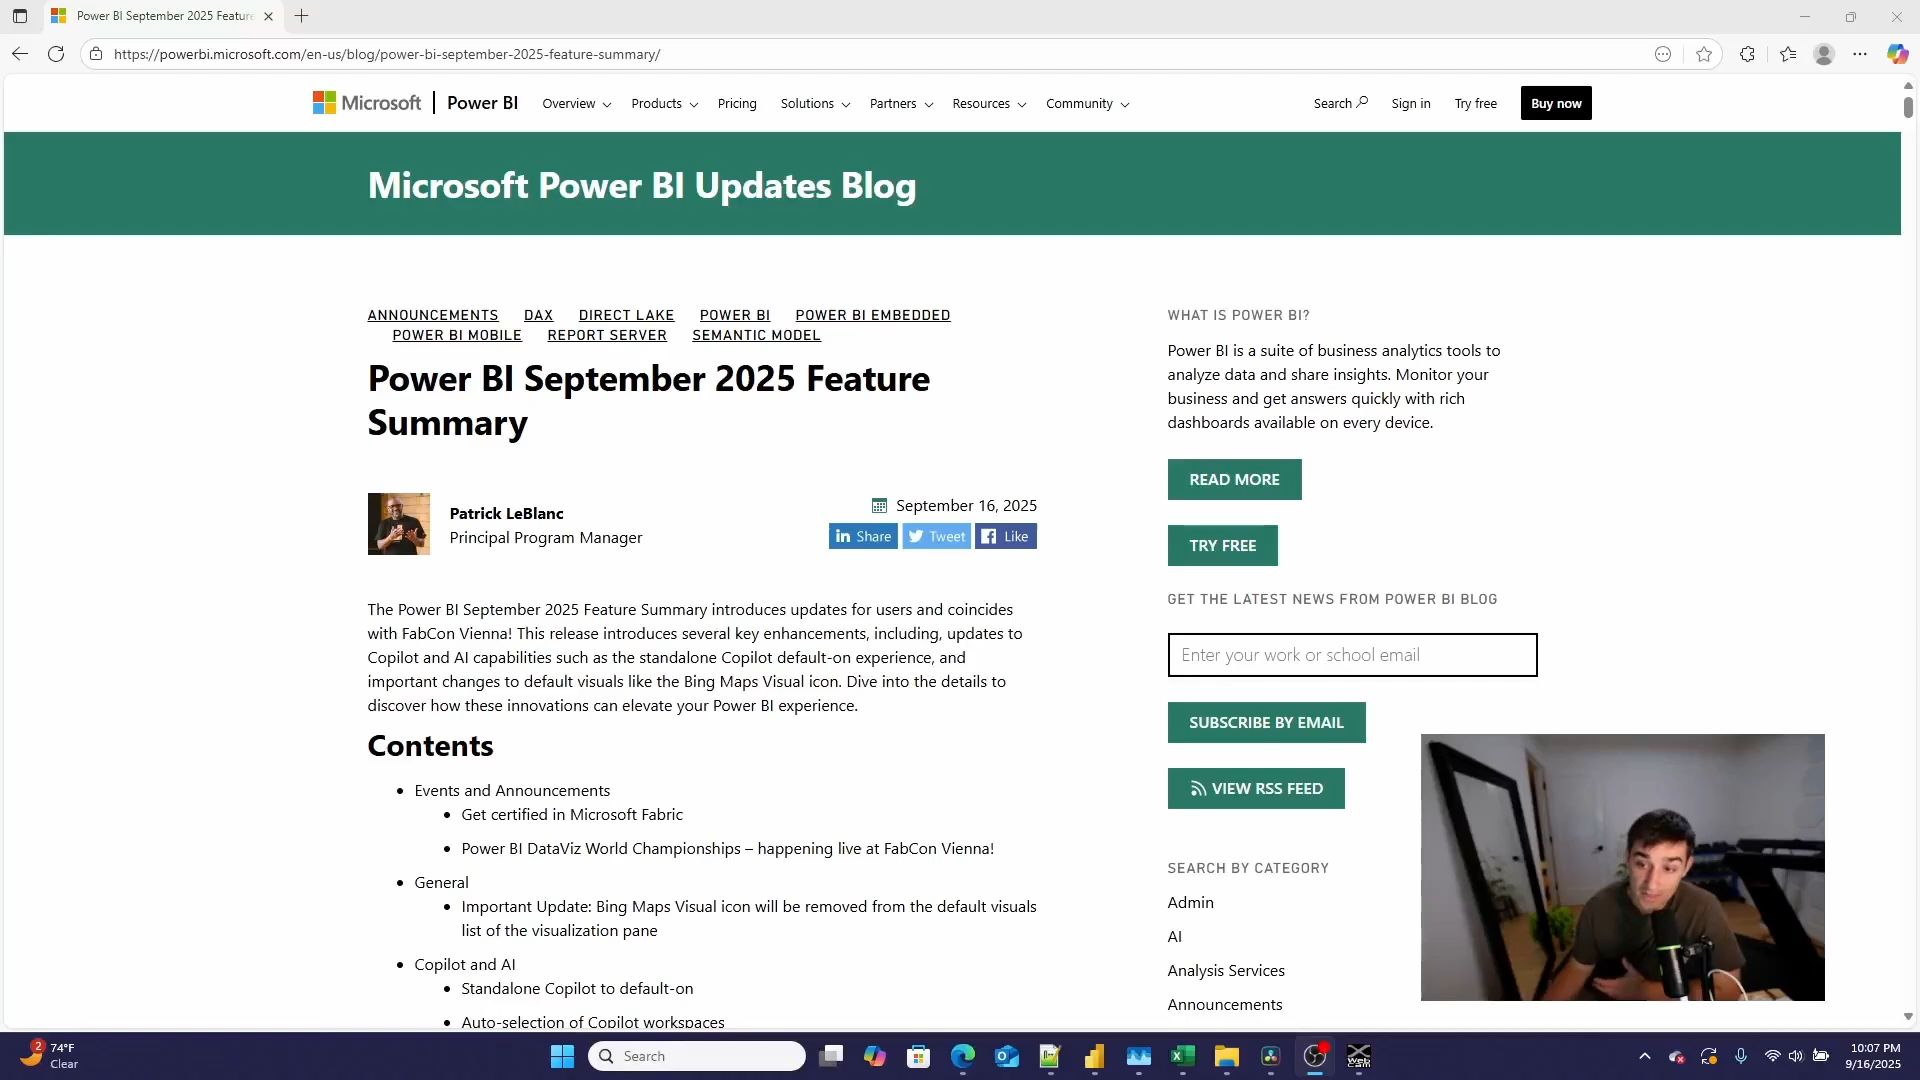 Power BI September 2025 Feature
https://powerbi.microsoft.com/en-us/blog/power-bi-september-2025-feature-summary/
Microsoft Power BI Overview Products Pricing Solutions Partners Resources Community Search Sign in Try free Buy now
Microsoft Power BI Updates Blog
ANNOUNCEMENTS DAX DIRECT LAKE POWER BI POWER BI EMBEDDED
POWER BI MOBILE REPORT SERVER SEMANTIC MODEL
Power BI September 2025 Feature
Summary
Patrick LeBlanc
Principal Program Manager
September 16, 2025
in Share Tweet Like
The Power BI September 2025 Feature Summary introduces updates for users and coincides
with FabCon Vienna! This release introduces several key enhancements, including, updates to
Copilot and AI capabilities such as the standalone Copilot default-on experience, and
important changes to default visuals like the Bing Maps Visual icon. Dive into the details to
discover how these innovations can elevate your Power BI experience.
Contents
• Events and Announcements
• Get certified in Microsoft Fabric
• Power BI DataViz World Championships – happening live at FabCon Vienna!
• General
• Important Update: Bing Maps Visual icon will be removed from the default visuals
list of the visualization pane
• Copilot and AI
• Standalone Copilot to default-on
• Auto-selection of Copilot workspaces
WHAT IS POWER BI?
Power BI is a suite of business analytics tools to
analyze data and share insights. Monitor your
business and get answers quickly with rich
dashboards available on every device.
READ MORE
TRY FREE
GET THE LATEST NEWS FROM POWER BI BLOG
Enter your work or school email
SUBSCRIBE BY EMAIL
VIEW RSS FEED
SEARCH BY CATEGORY
Admin
AI
Analysis Services
Announcements
2
74°F
Clear
Search
10:07 PM
9/16/2025